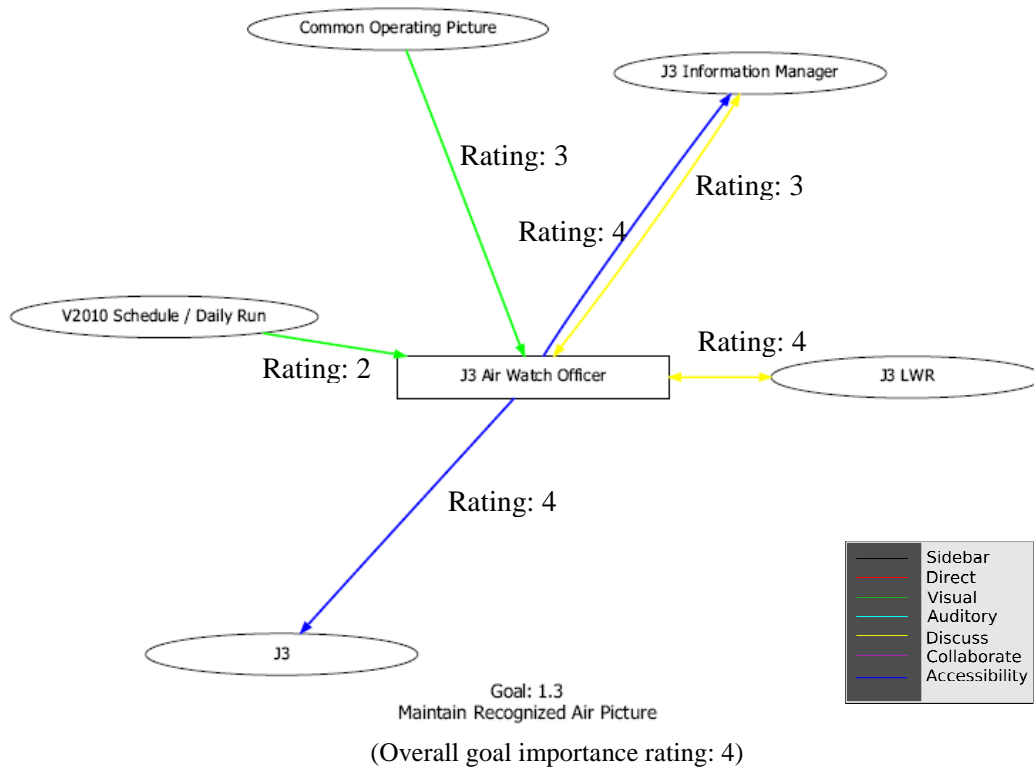 Common Operating Picture
J3 Information Manager
Rating: 3
Rating: 3
Rating: 4
V2010 Schedule / Daily Run
Rating: 4
Rating: 2
J3 Air Watch Officer
J3 LWR
Rating: 4
Sidebar
Direct
Visual
Auditory
Discuss
Collaborate
Accessibility
J3
Goal: 1.3
Maintain Recognized Air Picture
(Overall goal importance rating: 4)